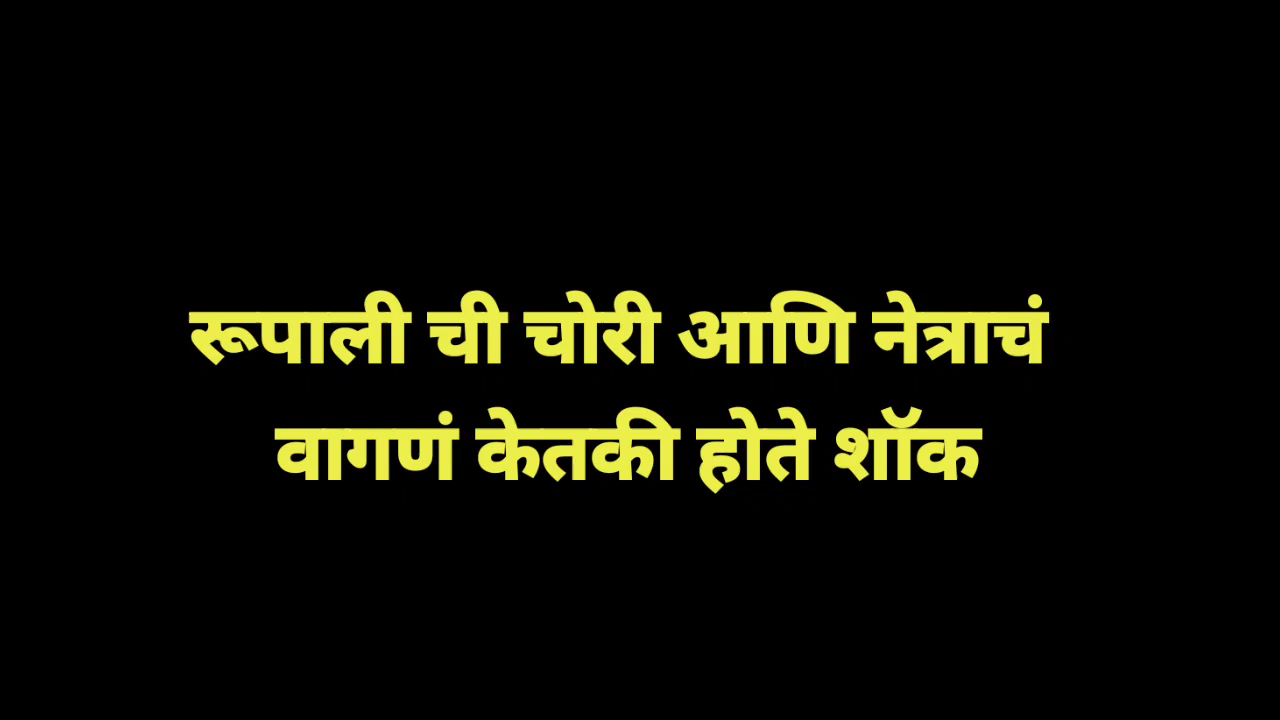 रूपाली ची चोरी आणि नेत्राचं
वागणं केतकी होते शॉक